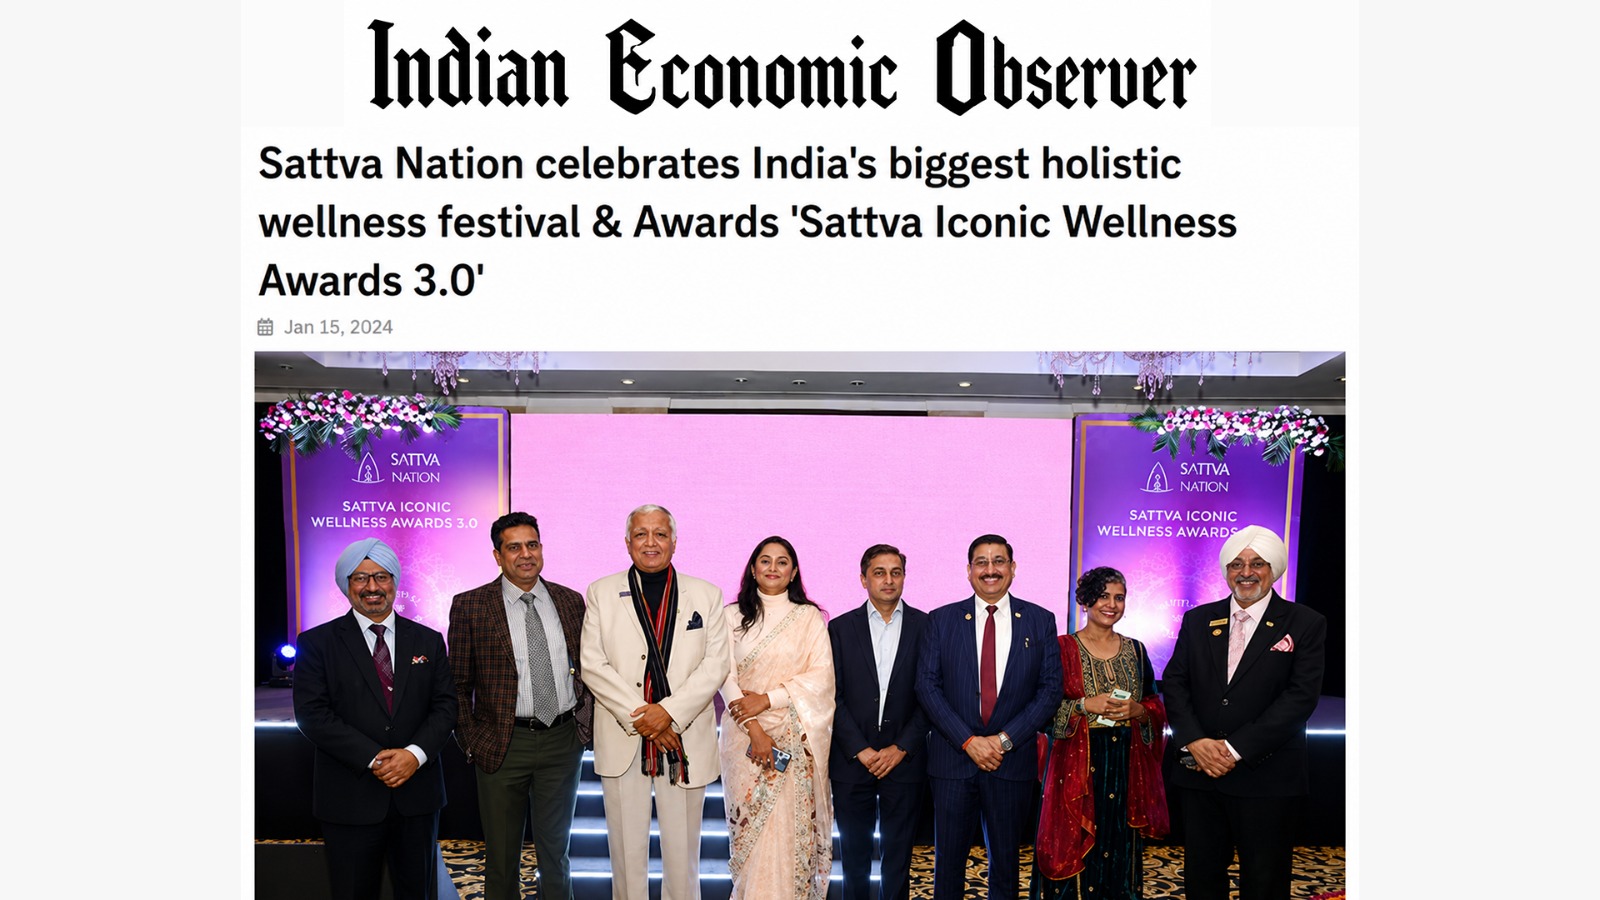 Indian Economic Observer
Sattva Nation celebrates India's biggest holistic
wellness festival & Awards 'Sattva Iconic Wellness
Awards 3.0'
Jan 15, 2024
SATTVA
NATION
SATTVA ICONIC
WELLNESS AWARDS 3.0
SATTVA
NATION
SATTVA ICONIC
WELLNESS AWARDS